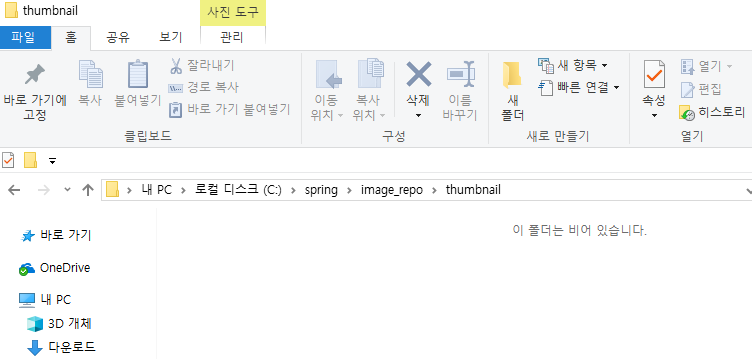 thumbnail
사진 도구
파일 홈 공유 보기 관리
바로 가기에 고정
복사
붙여넣기
잘라내기
경로 복사
바로 가기 붙여넣기
클립보드
이동 위치
복사 위치
삭제
이름 바꾸기
구성
새 폴더
새 항목
빠른 연결
새로 만들기
속성
열기
편집
히스토리
열기
내 PC 로컬 디스크 (C:) spring image_repo thumbnail
바로 가기
OneDrive
내 PC
3D 개체
다운로드
이 폴더는 비어 있습니다.